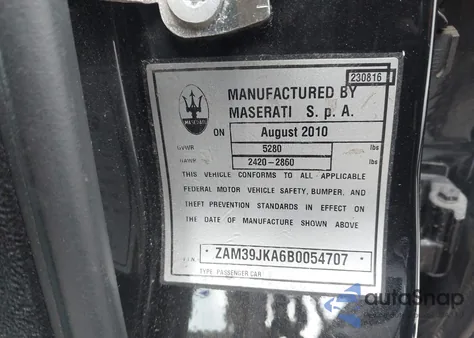 230816
MASERATI
MANUFACTURED BY
MASERATI S.p.A.
ON August 2010
GVWR 5280 lbs
GAWR 2420-2860 lbs
THIS VEHICLE CONFORMS TO ALL APPLICABLE
FEDERAL MOTOR VEHICLE SAFETY, BUMPER, AND
THEFT PREVENTION STANDARDS IN EFFECT ON
THE DATE OF MANUFACTURE SHOWN ABOVE
V.I.N. ZAM39JKA6B0054707
TYPE PASSENGER CAR
autoSnap